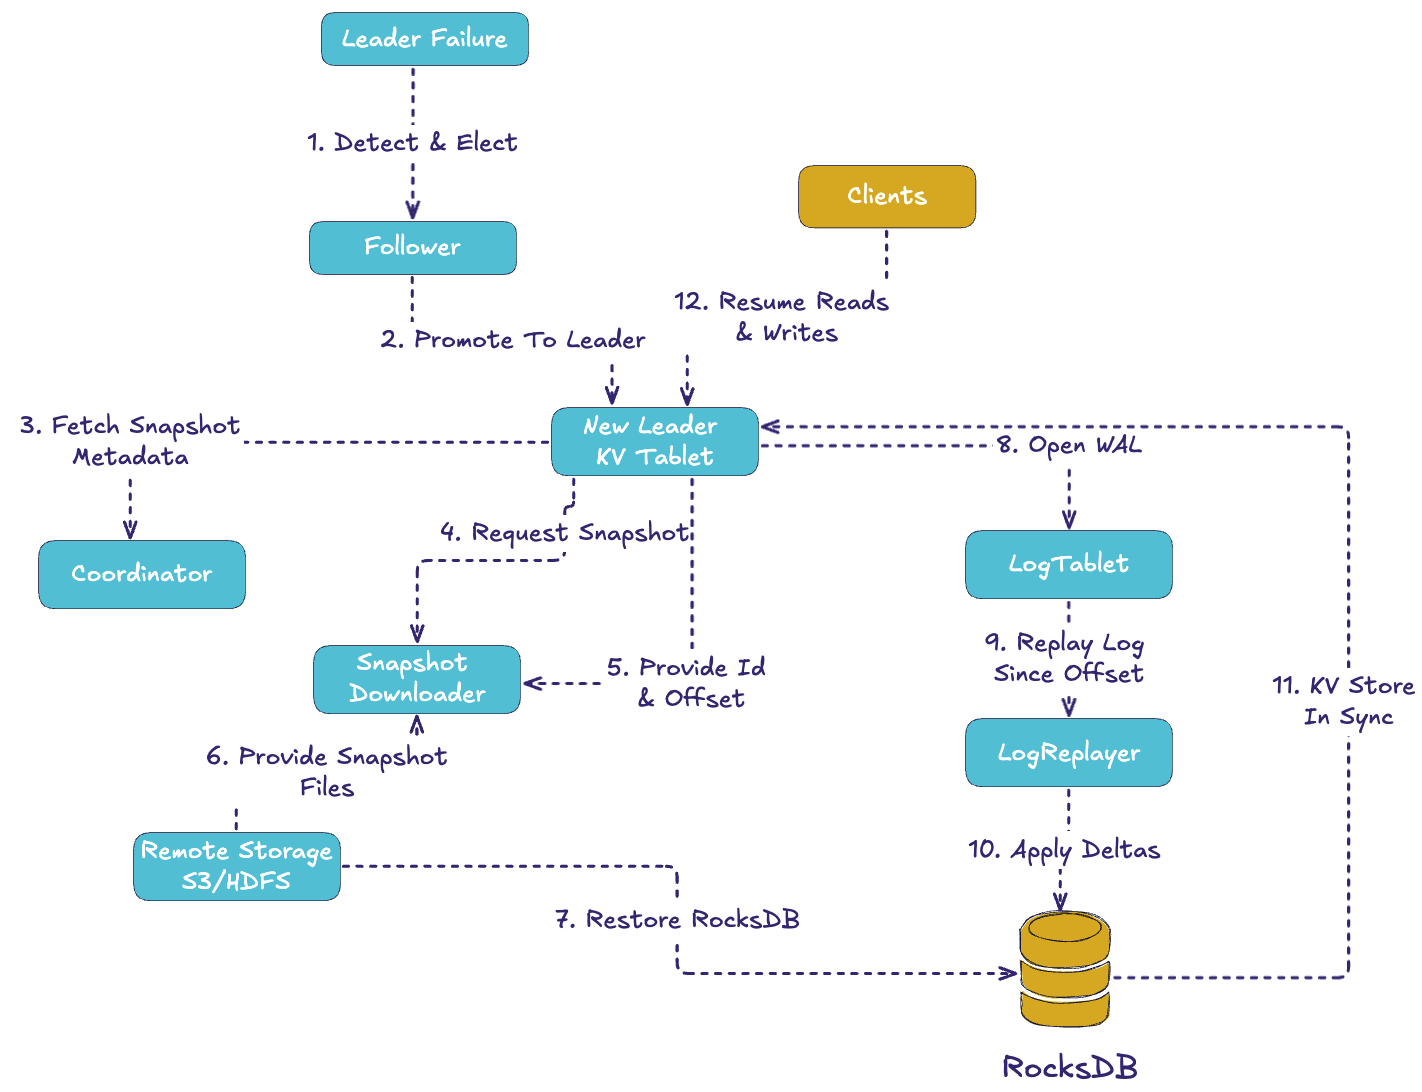 Leader Failure
1. Detect & Elect
Follower
Clients
2. Promote To Leader
12. Resume Reads
& Writes
3. Fetch Snapshot
Metadata
New Leader
KV Tablet
8. Open WAL
4. Request Snapshot
Coordinator
LogTablet
Snapshot
Downloader
5. Provide Id
& Offset
9. Replay Log
Since Offset
11. KV Store
In Sync
6. Provide Snapshot
Files
LogReplayer
Remote Storage
S3/HDFS
10. Apply Deltas
7. Restore RocksDB
RocksDB